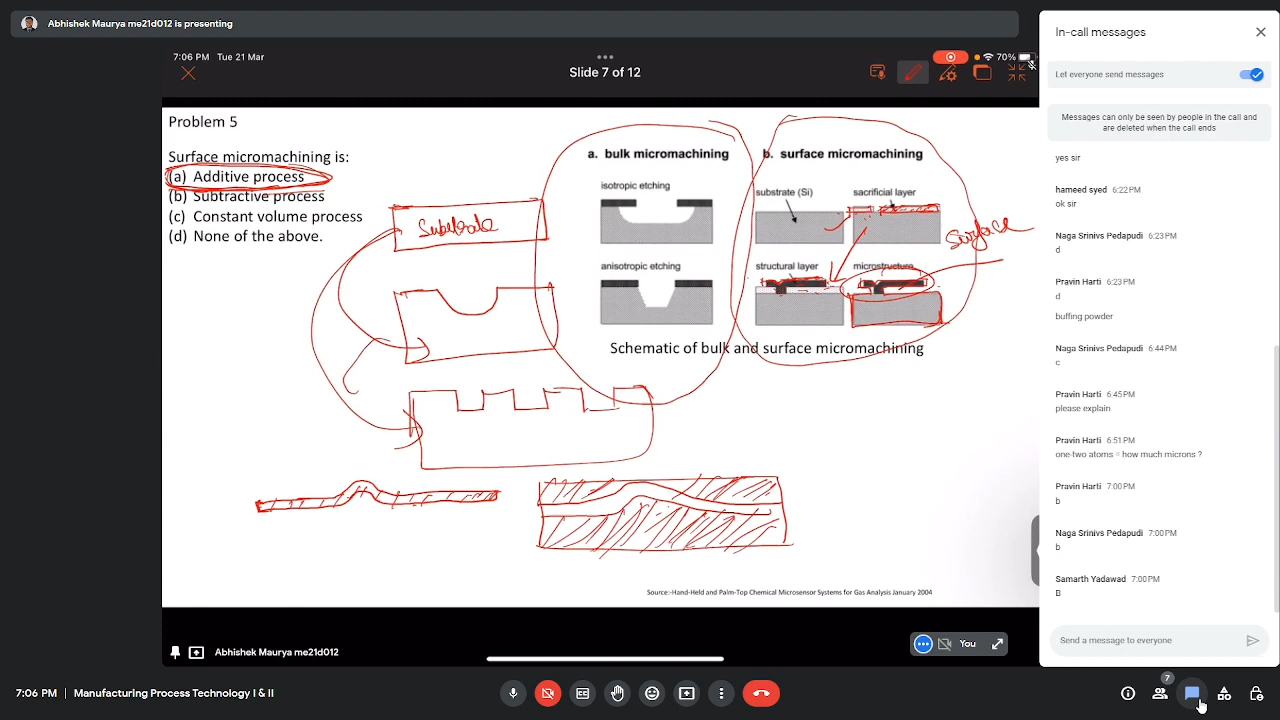 Abhishek Maurya me21d012 is presenting
7:06 PM Tue 21 Mar
70%
Slide 7 of 12
Problem 5
Surface micromachining is:
(a) Additive process
(b) Subtractive process
(c) Constant volume process
(d) None of the above.
Substrate
a. bulk micromachining
isotropic etching
anisotropic etching
b. surface micromachining
substrate (Si)
sacrificial layer
structural layer
microstructure
Surface
Schematic of bulk and surface micromachining
Source:-Hand-Held and Palm-Top Chemical Microsensor Systems for Gas Analysis January 2004
Abhishek Maurya me21d012
You
7:06 PM | Manufacturing Process Technology I & II
In-call messages
Let everyone send messages
Messages can only be seen by people in the call and
are deleted when the call ends
yes sir
hameed syed 6:22 PM
ok sir
Naga Srinivs Pedapudi 6:23 PM
d
Pravin Harti 6:23 PM
d
buffing powder
Naga Srinivs Pedapudi 6:44 PM
c
Pravin Harti 6:45 PM
please explain
Pravin Harti 6:51 PM
one-two atoms = how much microns ?
Pravin Harti 7:00 PM
b
Naga Srinivs Pedapudi 7:00 PM
b
Samarth Yadawad 7:00 PM
B
Send a message to everyone
7